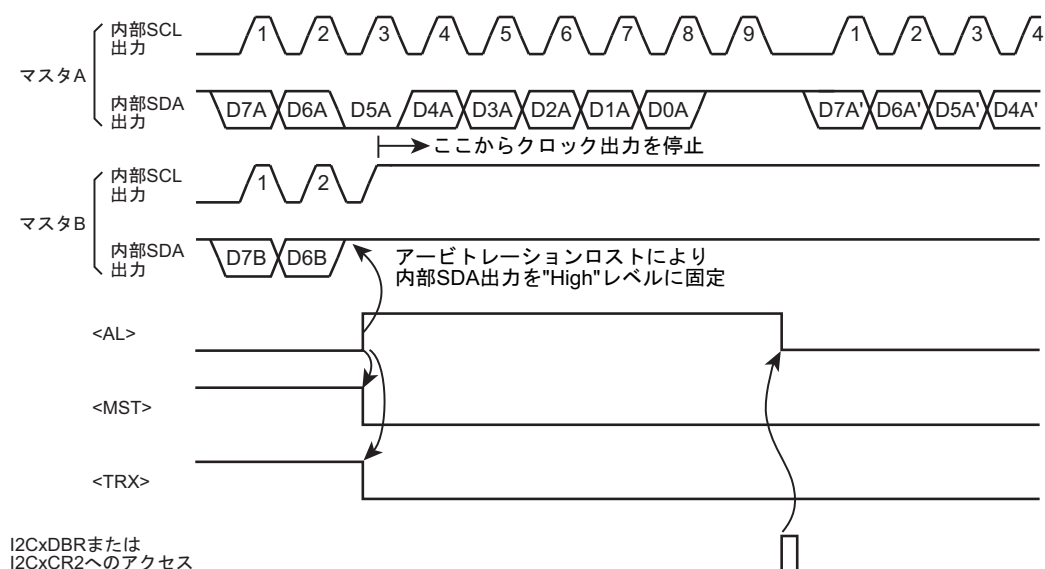 内部SCL
出力
1 2 3 4 5 6 7 8 9 1 2 3 4
マスタA
内部SDA
出力
D7A D6A D5A D4A D3A D2A D1A D0A D7A' D6A' D5A' D4A'
ここからクロック出力を停止
内部SCL
出力
1 2
マスタB
内部SDA
出力
D7B D6B
アービトレーションロストにより
内部SDA出力を"High"レベルに固定
<AL>
<MST>
<TRX>
I2CxDBRまたは
I2CxCR2へのアクセス